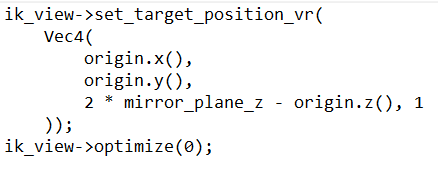 ik_view->set_target_position_vr(
    Vec4(
        origin.x(),
        origin.y(),
        2 * mirror_plane_z - origin.z(), 1
    ));
ik_view->optimize(0);